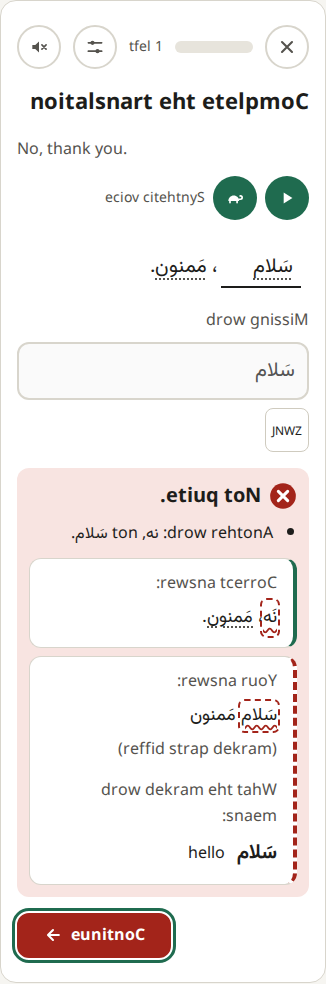 tfel 1
noitalsnart eht etelpmoC
No, thank you.
eciov citehtnyS
سَلام، مَمنون.
drow gnissiM
سَلام
JNWZ
.etiuq toN
.سَلام ton ,نه :drow rehtonA
:rewsna tcerroC
نَه، مَمنون.
:rewsna ruoY
سَلام مَمنون
(reffid strap dekram)
drow dekram eht tahW
:snaem
سَلام hello
← eunitnoC